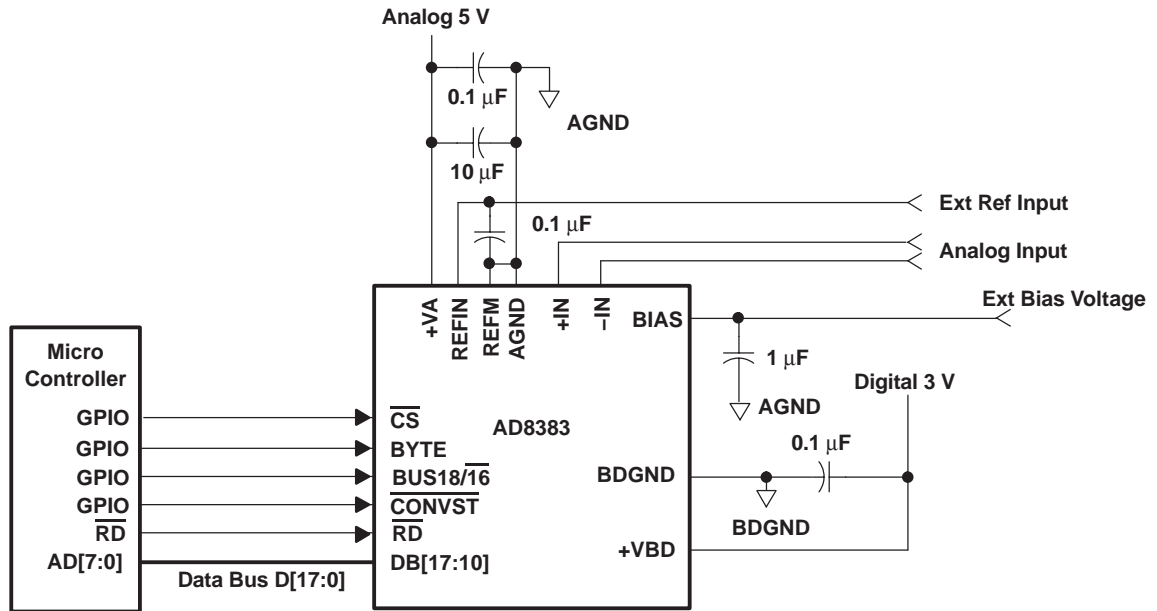 Analog 5 V
0.1 μF
AGND
10 μF
Ext Ref Input
0.1 μF
Analog Input
Ext Bias Voltage
+VA
REFIN
REFM
AGND
+IN
−IN
BIAS
Micro
Controller
1 μF
Digital 3 V
AGND
GPIO
CS
AD8383
GPIO
BYTE
0.1 μF
GPIO
BUS18/16
BDGND
GPIO
CONVST
BDGND
RD
RD
+VBD
AD[7:0]
DB[17:10]
Data Bus D[17:0]